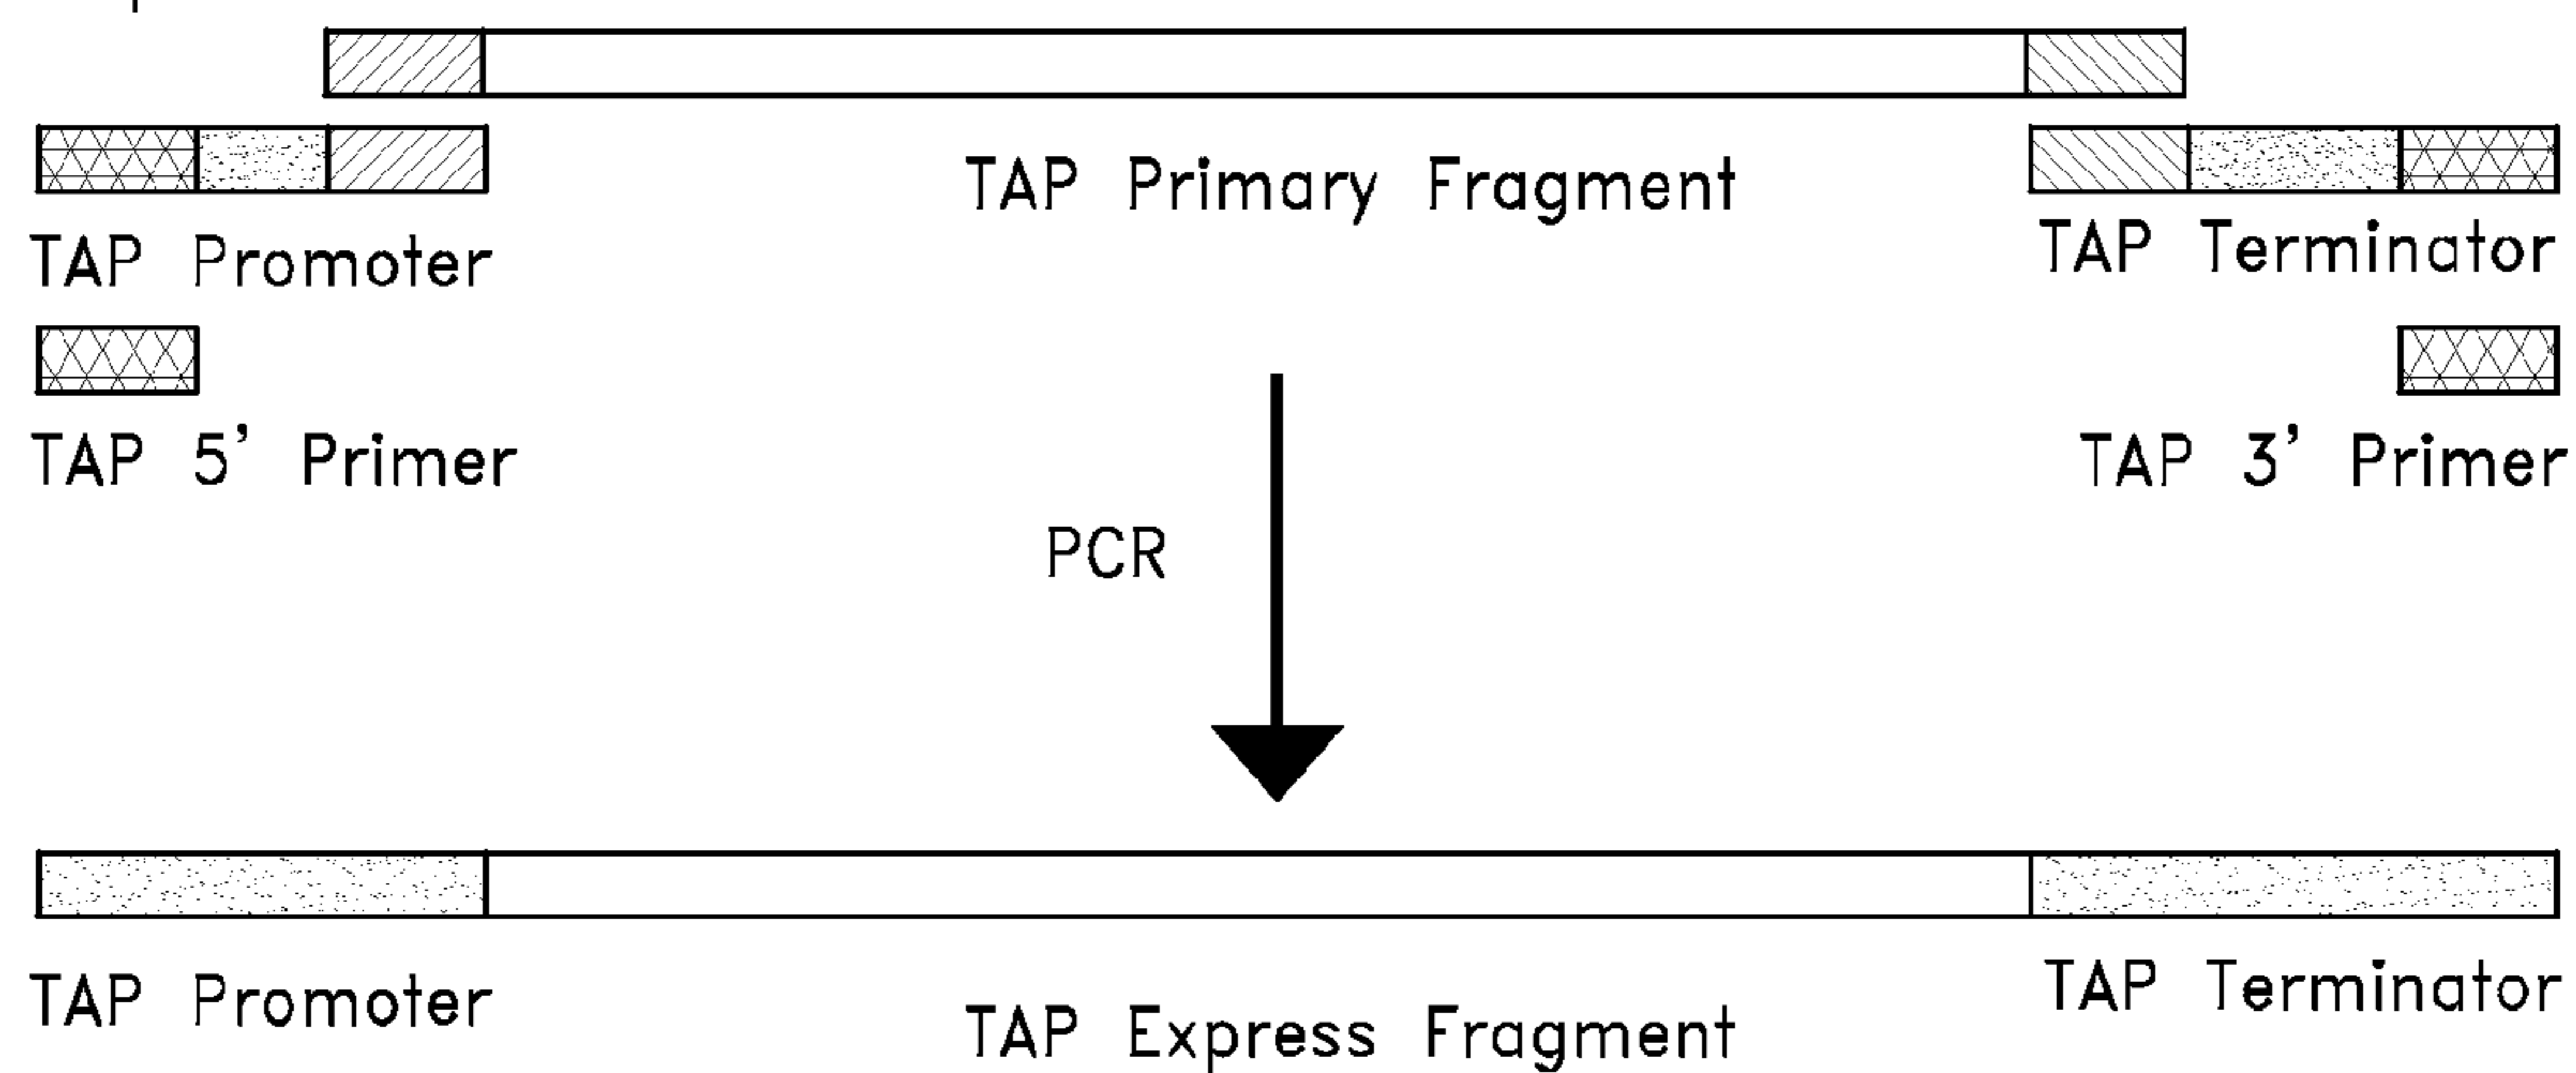 TAP Primary Fragment
TAP Promoter
TAP Terminator
TAP 5' Primer
TAP 3' Primer
PCR
TAP Promoter
TAP Express Fragment
TAP Terminator